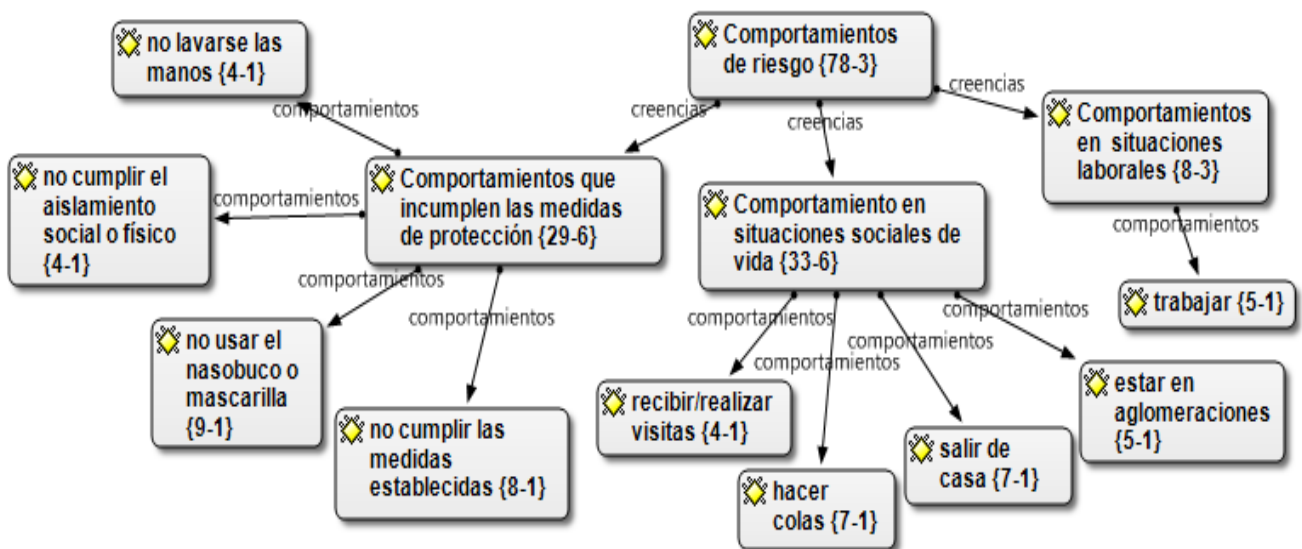 no lavarse las
manos {4-1}
Comportamientos
de riesgo {78-3}
creencias
creencias
creencias
comportamientos
Comportamientos
en situaciones
laborales {8-3}
no cumplir el
aislamiento
social o físico
{4-1}
comportamientos
Comportamientos que
incumplen las medidas
de protección {29-6}
Comportamiento en
situaciones sociales de
vida {33-6}
comportamientos
trabajar {5-1}
comportamientos
comportamientos
comportamientos
comportamientos
comportamientos
comportamientos
no usar el
nasobuco o
mascarilla
{9-1}
no cumplir las
medidas
establecidas {8-1}
recibir/realizar
visitas {4-1}
hacer
colas {7-1}
salir de
casa {7-1}
estar en
aglomeraciones
{5-1}